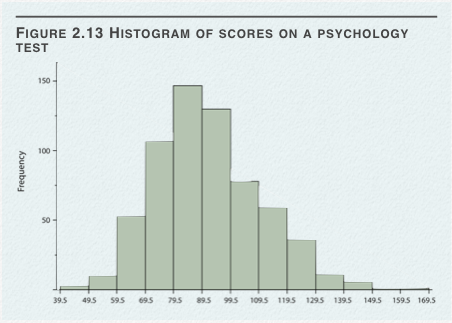 FIGURE 2.13 HISTOGRAM OF SCORES ON A PSYCHOLOGY
TEST
150
100
50
Frequency
39.5 49.5 59.5 69.5 79.5 89.5 99.5 109.5 119.5 129.5 139.5 149.5 159.5 169.5